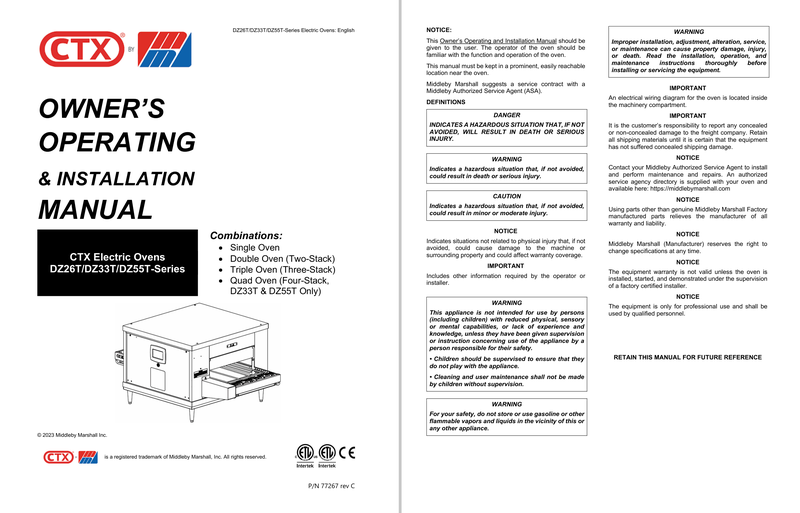 DZ26T/DZ33T/DZ55T-Series Electric Ovens: English
CTX®
BY
OWNER'S
OPERATING
& INSTALLATION
MANUAL
CTX Electric Ovens
DZ26T/DZ33T/DZ55T-Series
Combinations:
• Single Oven
• Double Oven (Two-Stack)
• Triple Oven (Three-Stack)
• Quad Oven (Four-Stack,
DZ33T & DZ55T Only)
© 2023 Middleby Marshall Inc.
CTX
is a registered trademark of Middleby Marshall, Inc. All rights reserved.
ETL
Intertek
ETL
Intertek
CE
P/N 77267 rev C
NOTICE:
This Owner's Operating and Installation Manual should be
given to the user. The operator of the oven should be
familiar with the function and operation of the oven.
This manual must be kept in a prominent, easily reachable
location near the oven.
Middleby Marshall suggests a service contract with a
Middleby Authorized Service Agent (ASA).
DEFINITIONS
DANGER
INDICATES A HAZARDOUS SITUATION THAT, IF NOT
AVOIDED, WILL RESULT IN DEATH OR SERIOUS
INJURY.
WARNING
Indicates a hazardous situation that, if not avoided,
could result in death or serious injury.
CAUTION
Indicates a hazardous situation that, if not avoided,
could result in minor or moderate injury.
NOTICE
Indicates situations not related to physical injury that, if not
avoided, could cause damage to the machine or
surrounding property and could affect warranty coverage.
IMPORTANT
Includes other information required by the operator or
installer.
WARNING
This appliance is not intended for use by persons
(including children) with reduced physical, sensory
or mental capabilities, or lack of experience and
knowledge, unless they have been given supervision
or instruction concerning use of the appliance by a
person responsible for their safety.
• Children should be supervised to ensure that they
do not play with the appliance.
• Cleaning and user maintenance shall not be made
by children without supervision.
WARNING
For your safety, do not store or use gasoline or other
flammable vapors and liquids in the vicinity of this or
any other appliance.
WARNING
Improper installation, adjustment, alteration, service,
or maintenance can cause property damage, injury,
or death. Read the installation, operation, and
maintenance instructions thoroughly before
installing or servicing the equipment.
IMPORTANT
An electrical wiring diagram for the oven is located inside
the machinery compartment.
IMPORTANT
It is the customer's responsibility to report any concealed
or non-concealed damage to the freight company. Retain
all shipping materials until it is certain that the equipment
has not suffered concealed shipping damage.
NOTICE
Contact your Middleby Authorized Service Agent to install
and perform maintenance and repairs. An authorized
service agency directory is supplied with your oven and
available here: https://middlebymarshall.com
NOTICE
Using parts other than genuine Middleby Marshall Factory
manufactured parts relieves the manufacturer of all
warranty and liability.
NOTICE
Middleby Marshall (Manufacturer) reserves the right to
change specifications at any time.
NOTICE
The equipment warranty is not valid unless the oven is
installed, started, and demonstrated under the supervision
of a factory certified installer.
NOTICE
The equipment is only for professional use and shall be
used by qualified personnel.
RETAIN THIS MANUAL FOR FUTURE REFERENCE